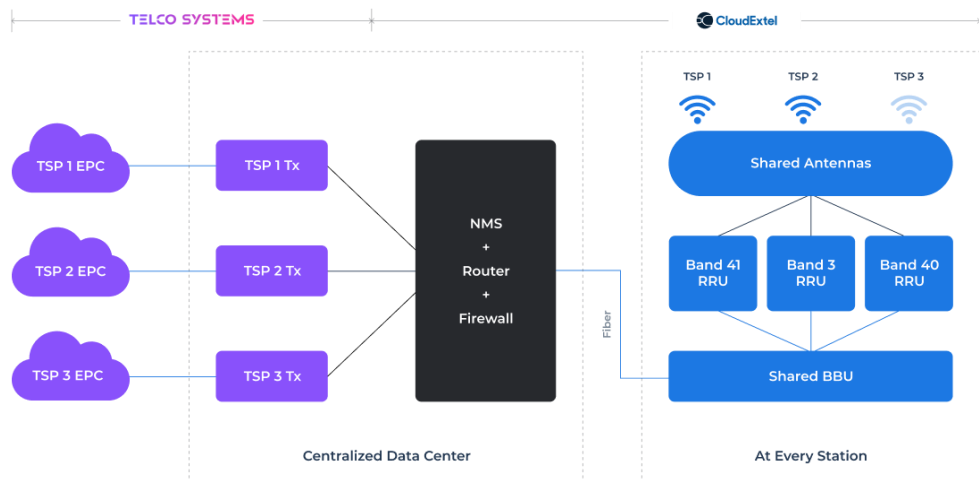 TELCO SYSTEMS
CloudExtel
TSP 1
TSP 2
TSP 3
TSP 1 EPC
TSP 1 Tx
Shared Antennas
NMS
+
Router
+
Firewall
TSP 2 EPC
TSP 2 Tx
Band 41
RRU
Band 3
RRU
Band 40
RRU
Fiber
TSP 3 EPC
TSP 3 Tx
Shared BBU
Centralized Data Center
At Every Station